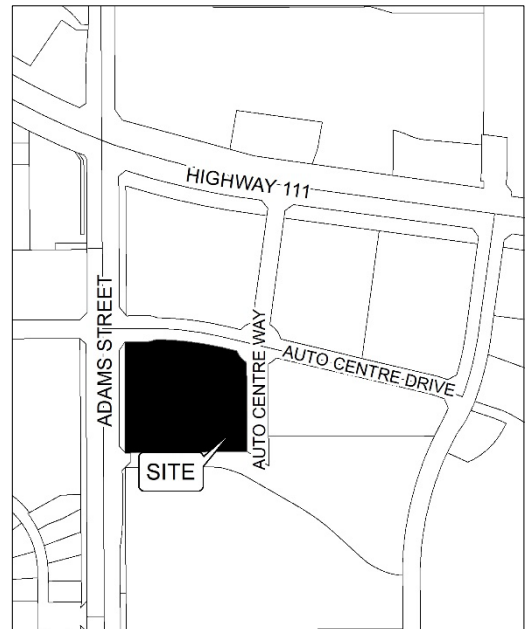 HIGHWAY 111
ADAMS STREET
AUTO CENTRE WAY
AUTO CENTRE DRIVE
SITE